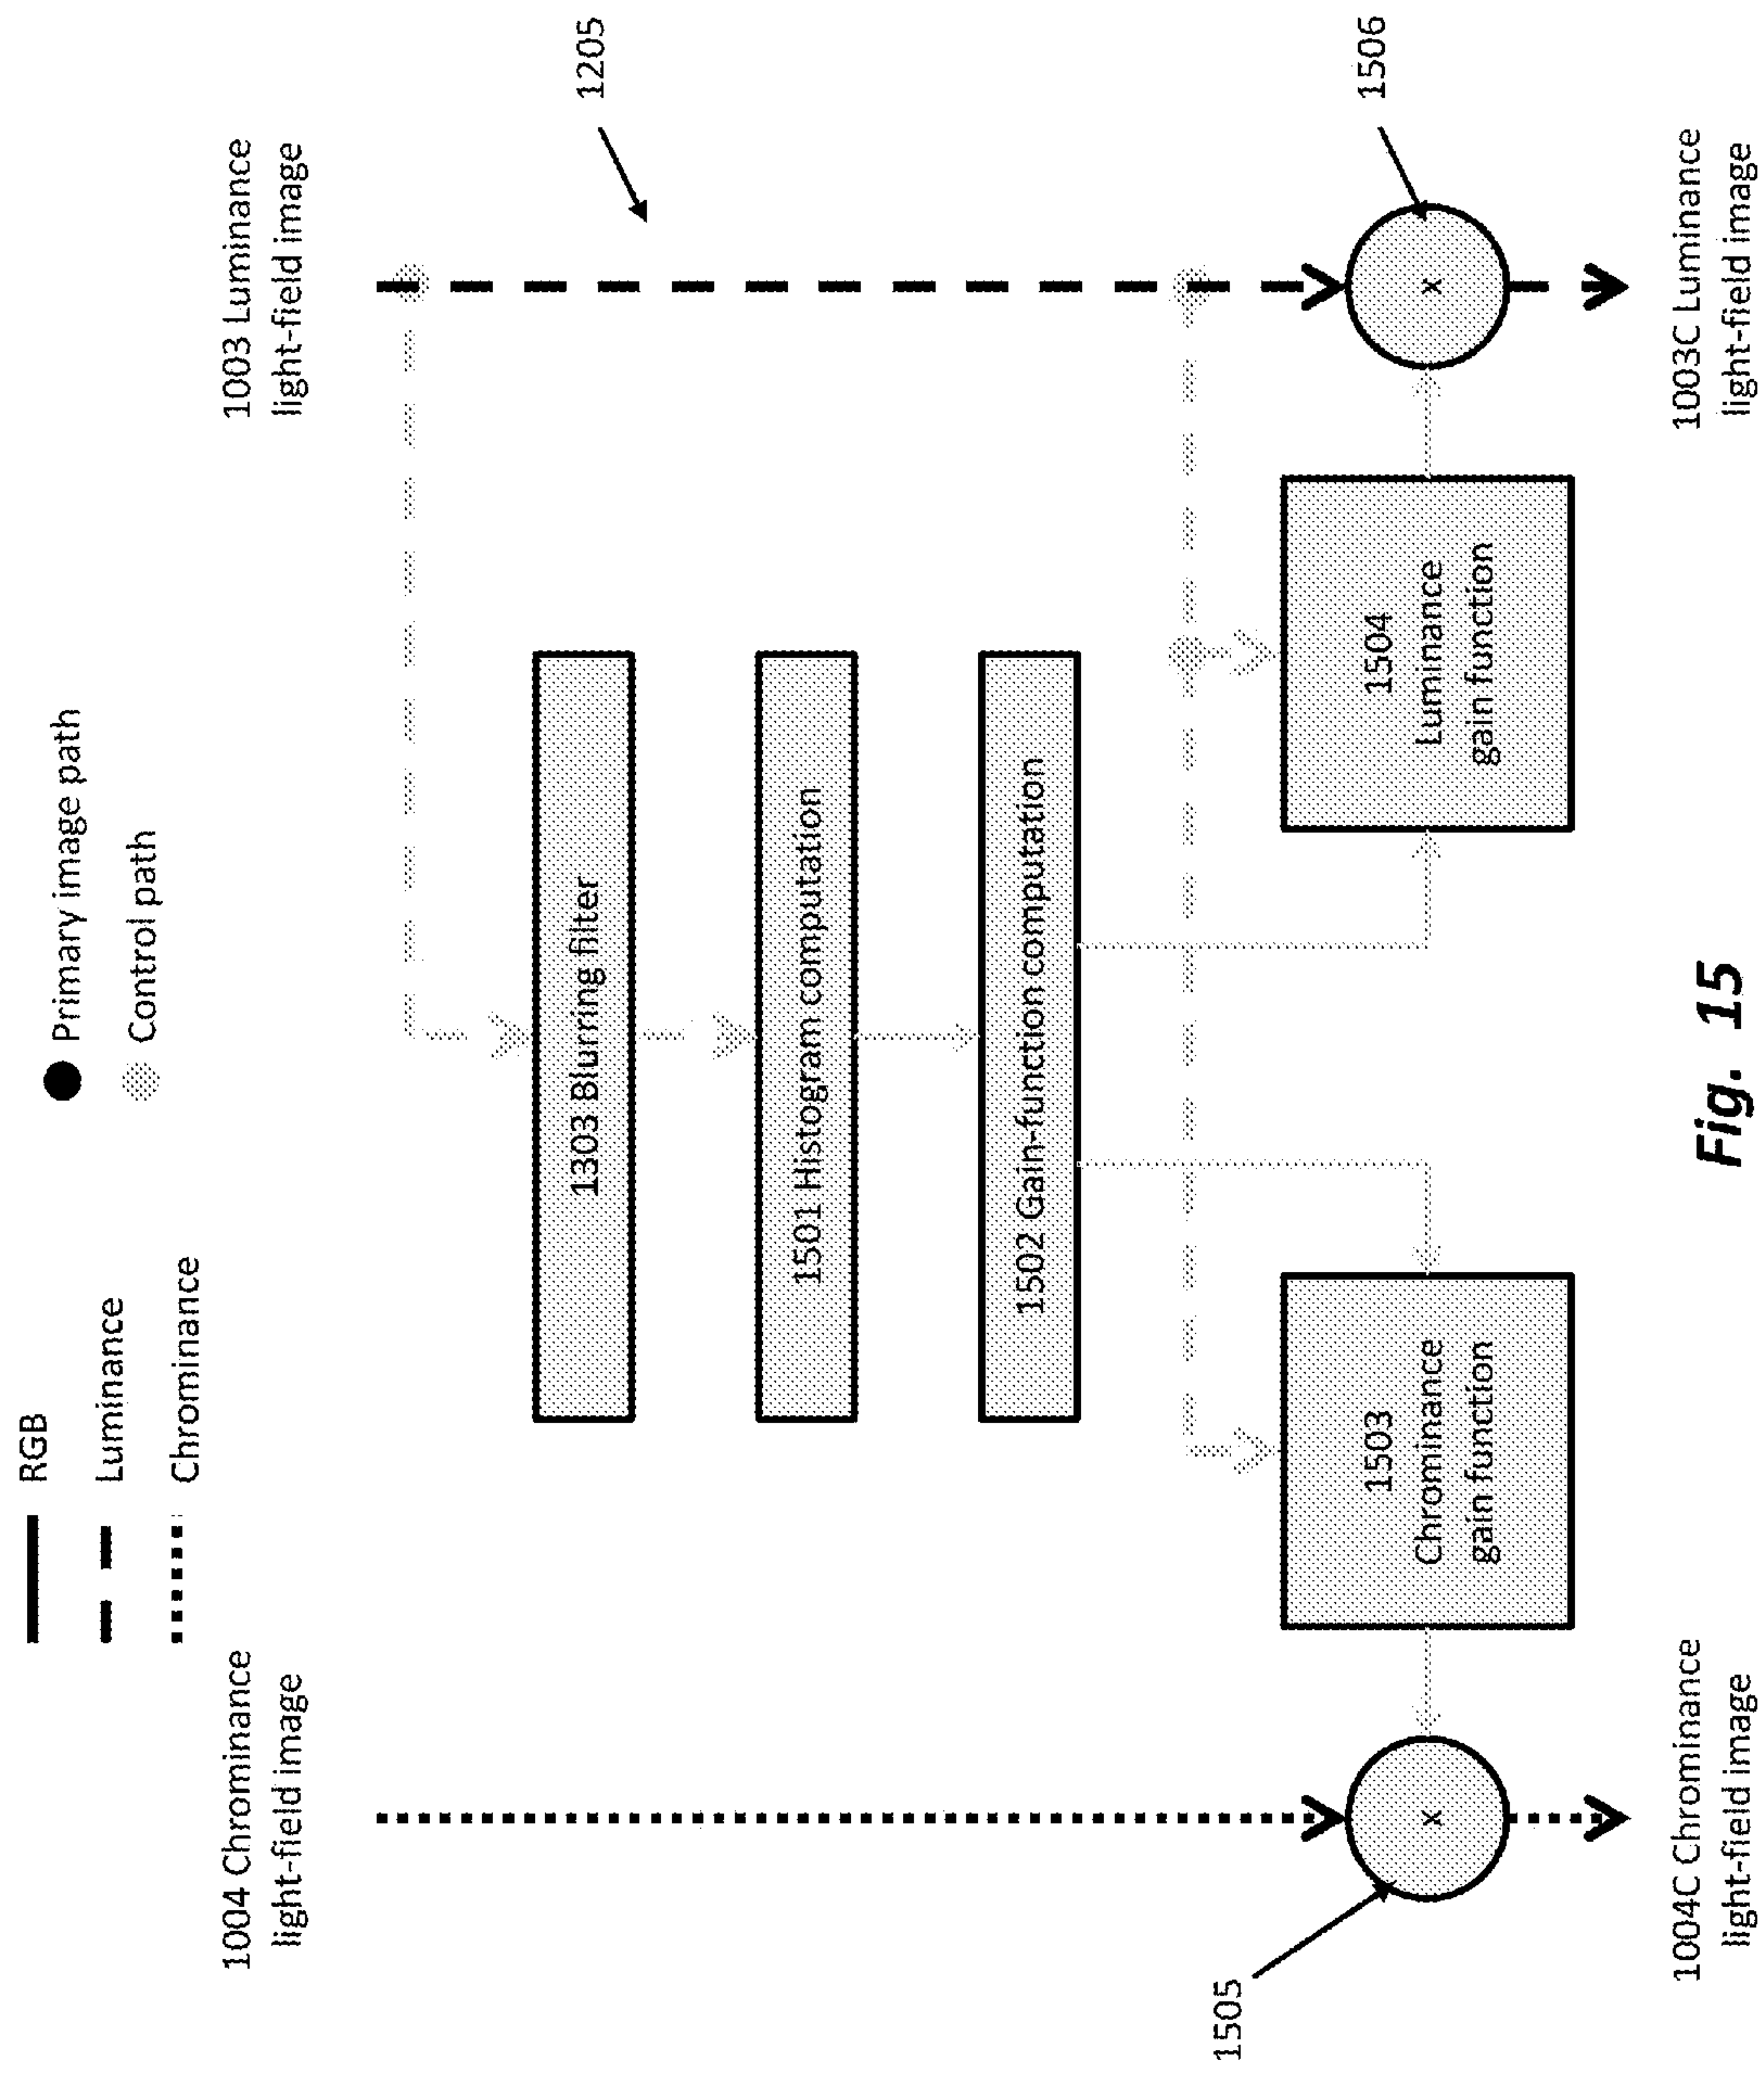 RGB
Luminance
Chrominance
Primary image path
Control path
1004 Chrominance
light-field image
1003 Luminance
light-field image
1205
1303 Blurring filter
1501 Histogram computation
1502 Gain-function computation
1503
Chrominance
gain function
1504
Luminance
gain function
1505
x
1506
x
1004C Chrominance
light-field image
1003C Luminance
light-field image
Fig. 15